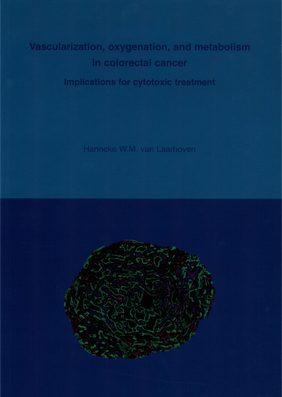 Vascularization, oxygenation, and metabolism
in colorectal cancer
Implications for cytotoxic treatment
Hanneke W.M. van Laarhoven